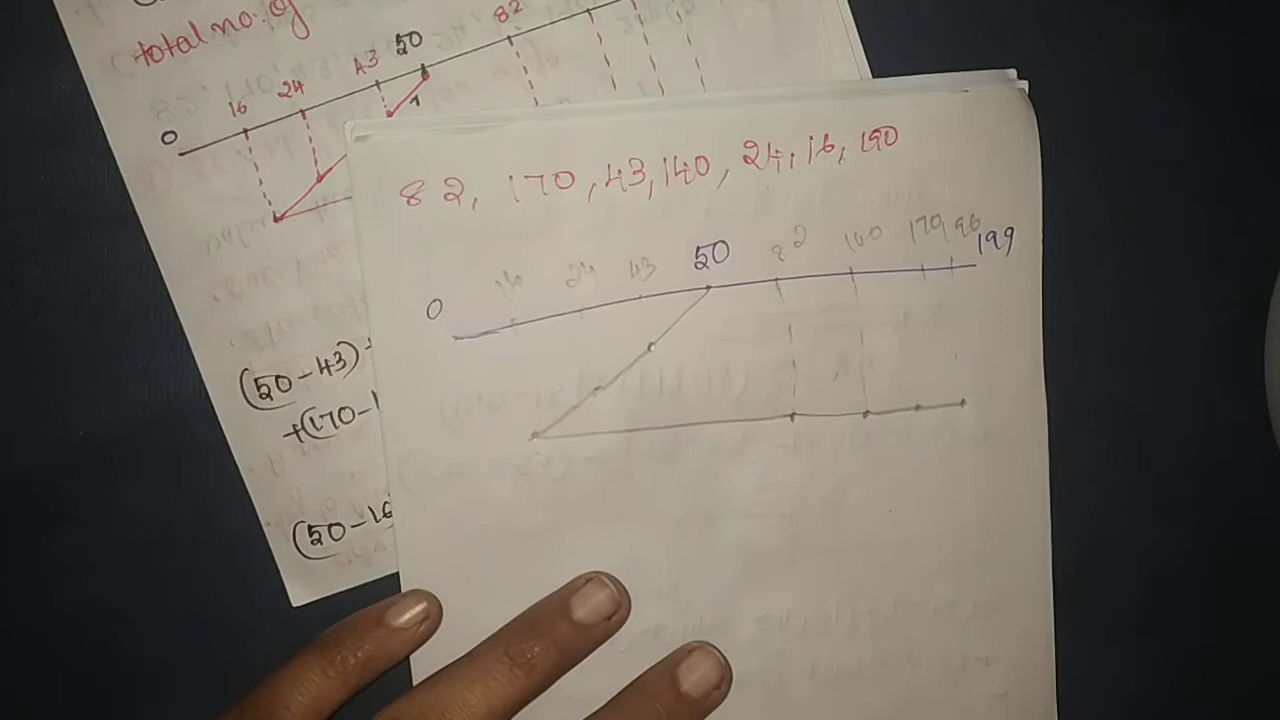 total no. of
0 16 24 43 50 82
1
82, 170, 43, 140, 24, 16, 190
0 16 24 43 50 82 140 170 190 199
(50-43)
+(170-1
(50-16